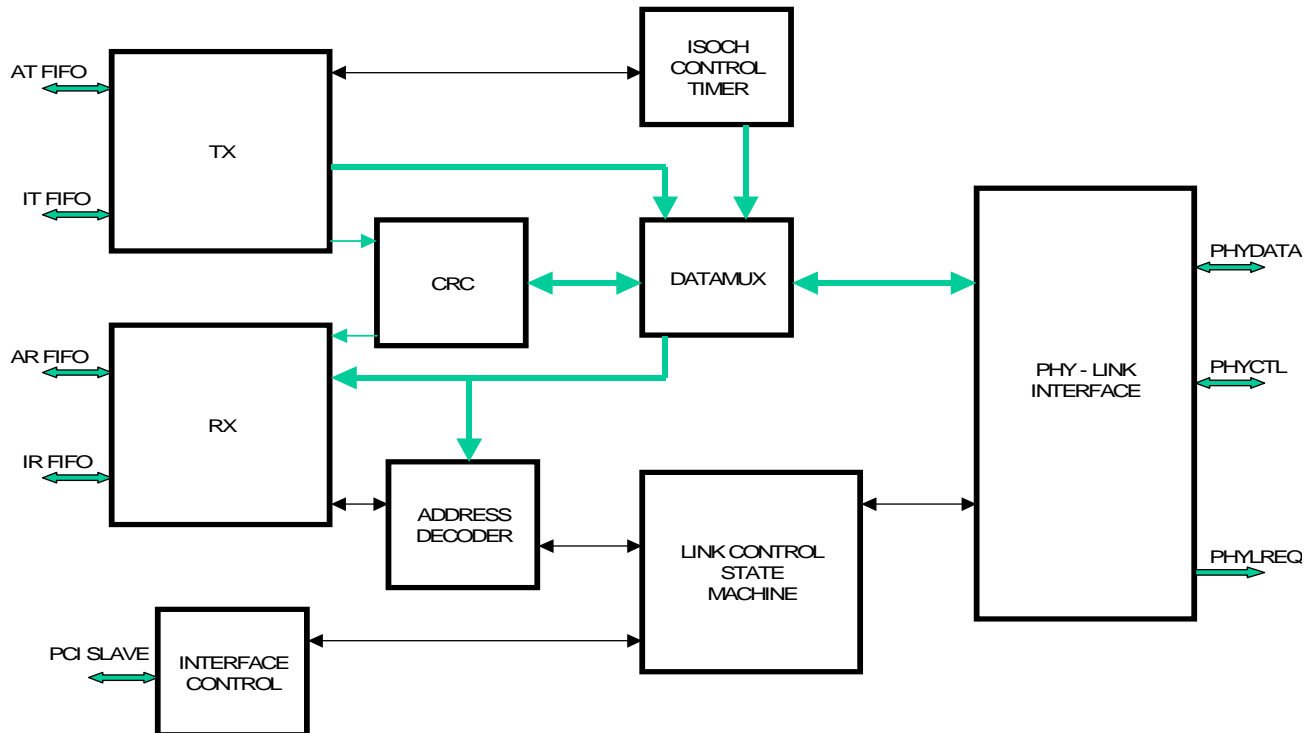 ISOCH
CONTROL
TIMER
AT FIFO
TX
IT FIFO
PHYDATA
CRC
DATAMUX
AR FIFO
PHYCTL
PHY - LINK
INTERFACE
RX
IR FIFO
ADDRESS
DECODER
LINK CONTROL
STATE
MACHINE
PHYLREQ
PCI SLAVE
INTERFACE
CONTROL